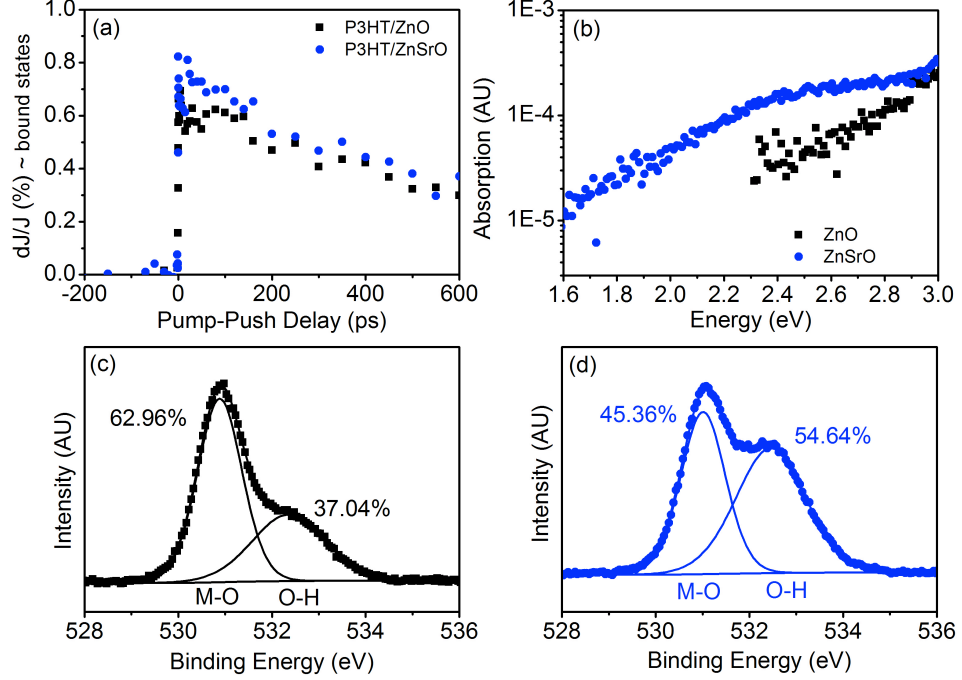 (a)
P3HT/ZnO
P3HT/ZnSrO
dJ/J (%) ~ bound states
1.0
0.8
0.6
0.4
0.2
0.0
-200 0 200 400 600
Pump-Push Delay (ps)
(b)
Absorption (AU)
1E-3
1E-4
1E-5
ZnO
ZnSrO
1.6 1.8 2.0 2.2 2.4 2.6 2.8 3.0
Energy (eV)
(c)
62.96%
37.04%
Intensity (AU)
M-O O-H
528 530 532 534 536
Binding Energy (eV)
(d)
45.36%
54.64%
Intensity (AU)
M-O O-H
528 530 532 534 536
Binding Energy (eV)